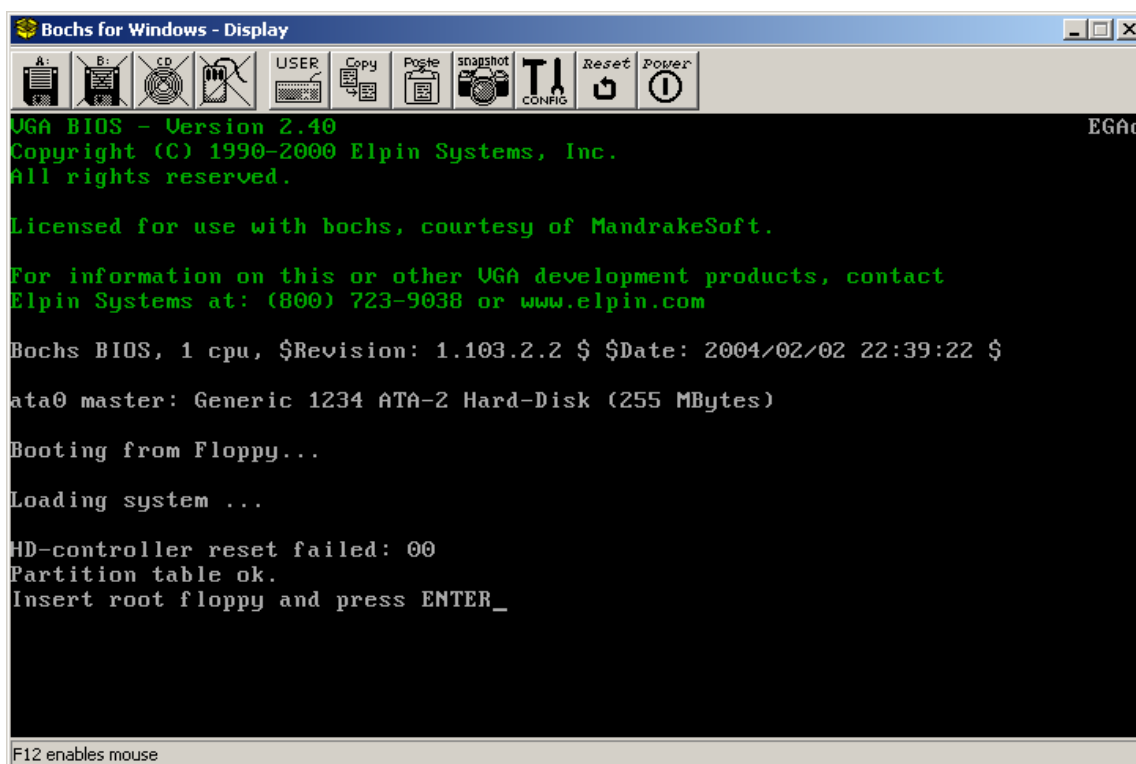 Bochs for Windows - Display
A: B: CD USER Copy Paste snapshot CONFIG Reset Power
VGA BIOS - Version 2.40 EGA
Copyright (C) 1990-2000 Elpin Systems, Inc.
All rights reserved.
Licensed for use with bochs, courtesy of MandrakeSoft.
For information on this or other VGA development products, contact
Elpin Systems at: (800) 723-9038 or www.elpin.com
Bochs BIOS, 1 cpu, $Revision: 1.103.2.2 $ $Date: 2004/02/02 22:39:22 $
ata0 master: Generic 1234 ATA-2 Hard-Disk (255 MBytes)
Booting from Floppy...
Loading system ...
HD-controller reset failed: 00
Partition table ok.
Insert root floppy and press ENTER_
F12 enables mouse